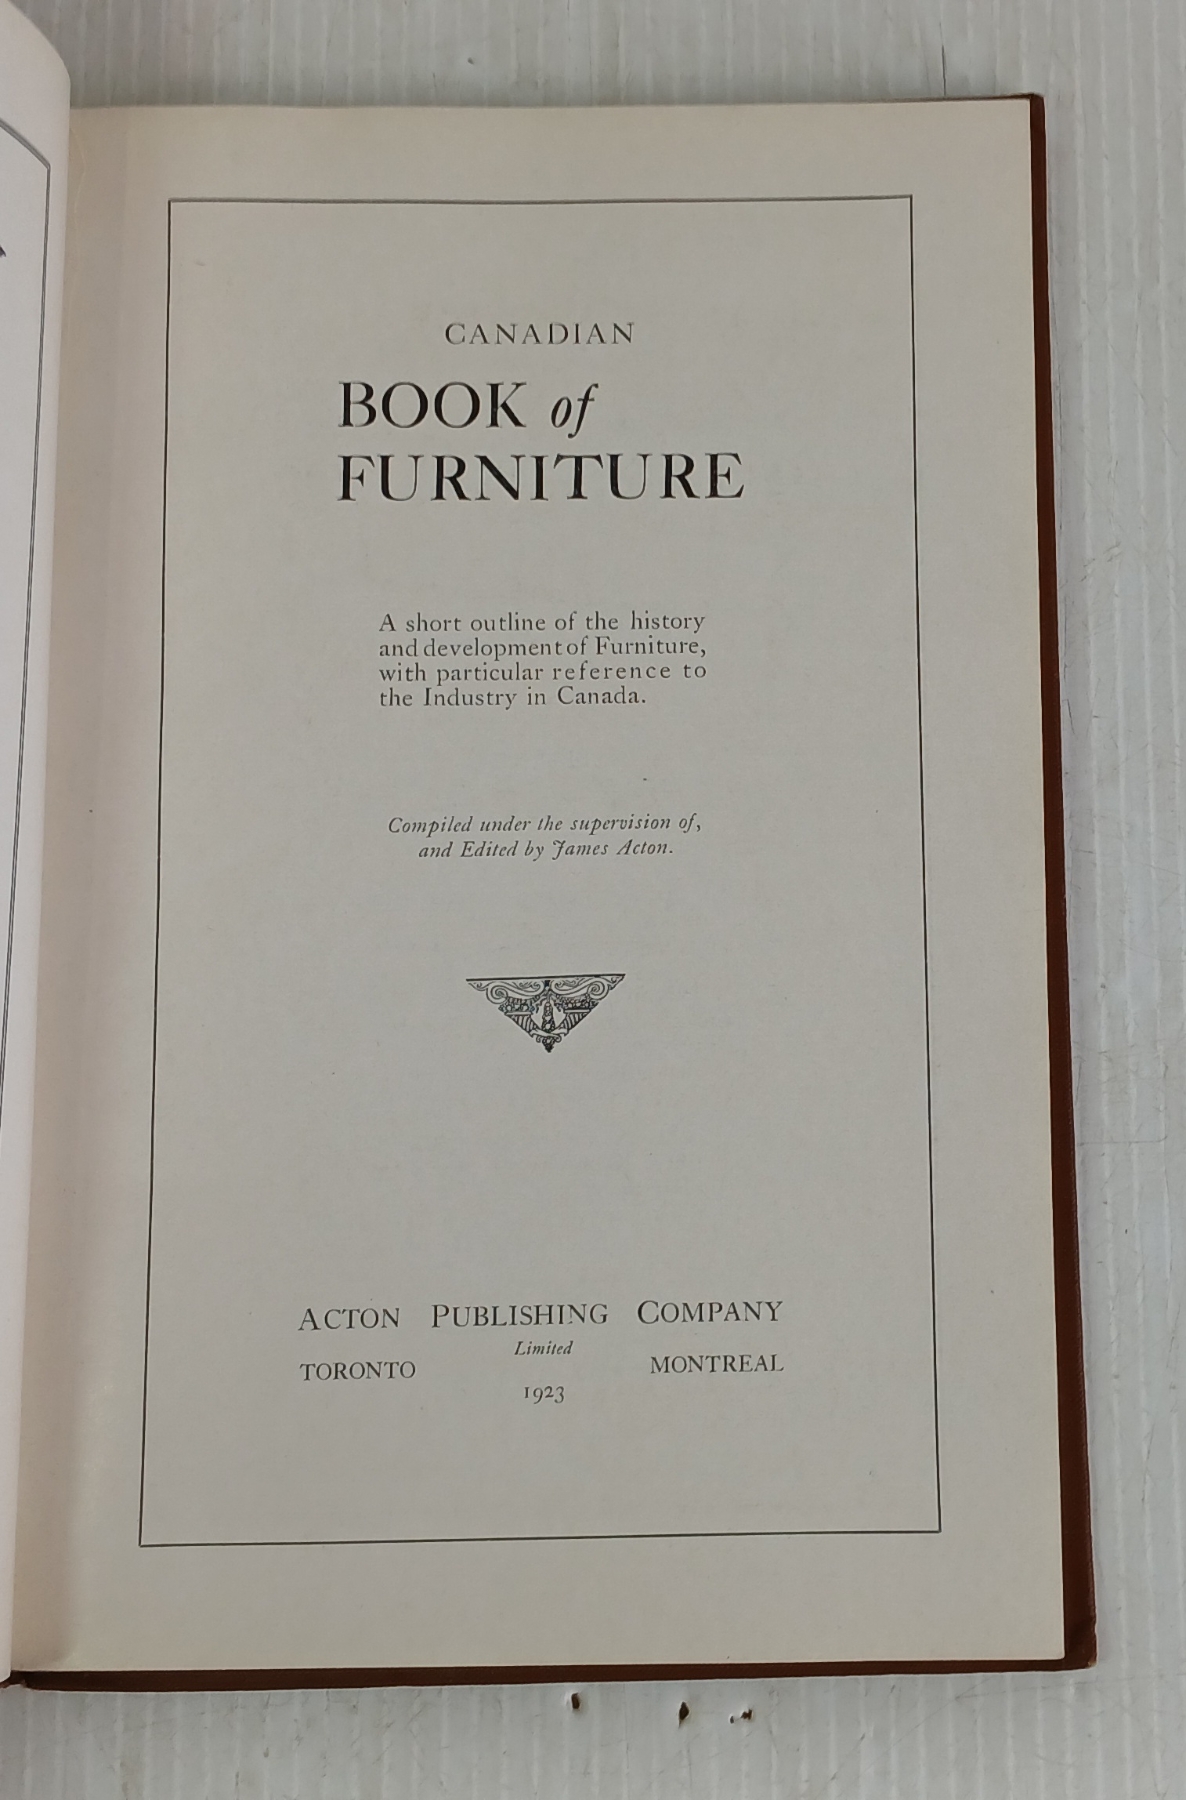 CANADIAN
BOOK of
FURNITURE
A short outline of the history
and development of Furniture,
with particular reference to
the Industry in Canada.
Compiled under the supervision of,
and Edited by James Acton.
ACTON PUBLISHING COMPANY
Limited
TORONTO MONTREAL
1923